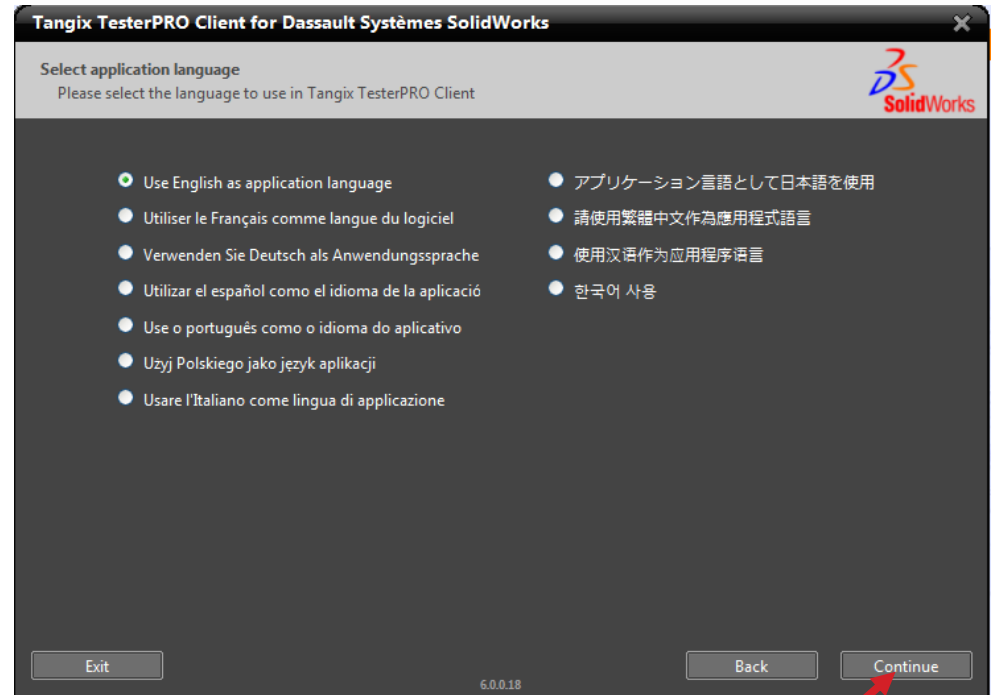 Tangix TesterPRO Client for Dassault Systèmes SolidWorks
Select application language
Please select the language to use in Tangix TesterPRO Client
SolidWorks
Use English as application language
Utiliser le Français comme langue du logiciel
Verwenden Sie Deutsch als Anwendungssprache
Utilizar el español como el idioma de la aplicació
Use o português como o idioma do aplicativo
Użyj Polskiego jako język aplikacji
Usare l'Italiano come lingua di applicazione
アプリケーション言語として日本語を使用
請使用繁體中文作為應用程式語言
使用汉语作为应用程序语言
한국어 사용
Exit
6.0.0.18
Back
Continue